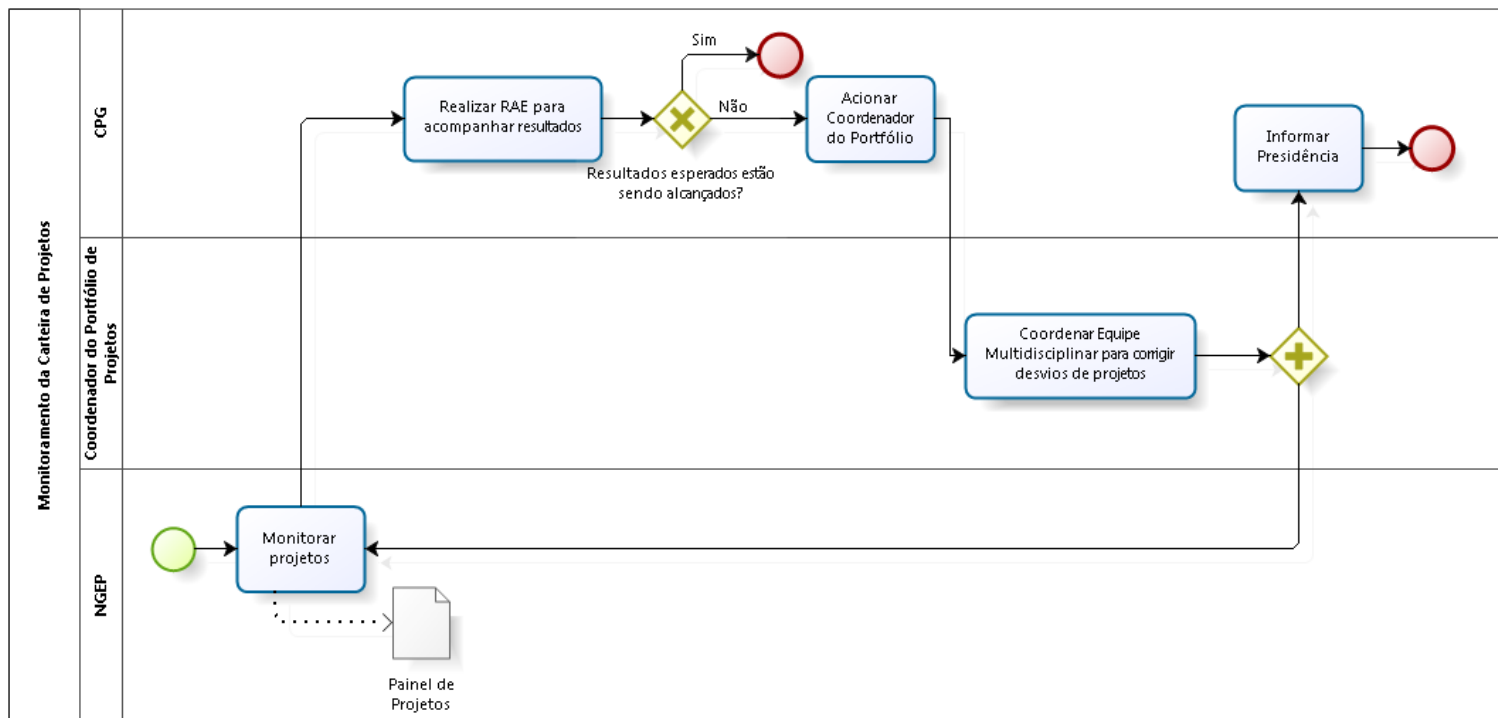 Monitoramento da Carteira de Projetos
CPG
Realizar RAE para
acompanhar resultados
Sim
Não
Resultados esperados estão
sendo alcançados?
Acionar
Coordenador
do Portfólio
Informar
Presidência
Coordenador do Portfólio de
Projetos
Coordenar Equipe
Multidisciplinar para corrigir
desvios de projetos
NGEP
Monitorar
projetos
Painel de
Projetos